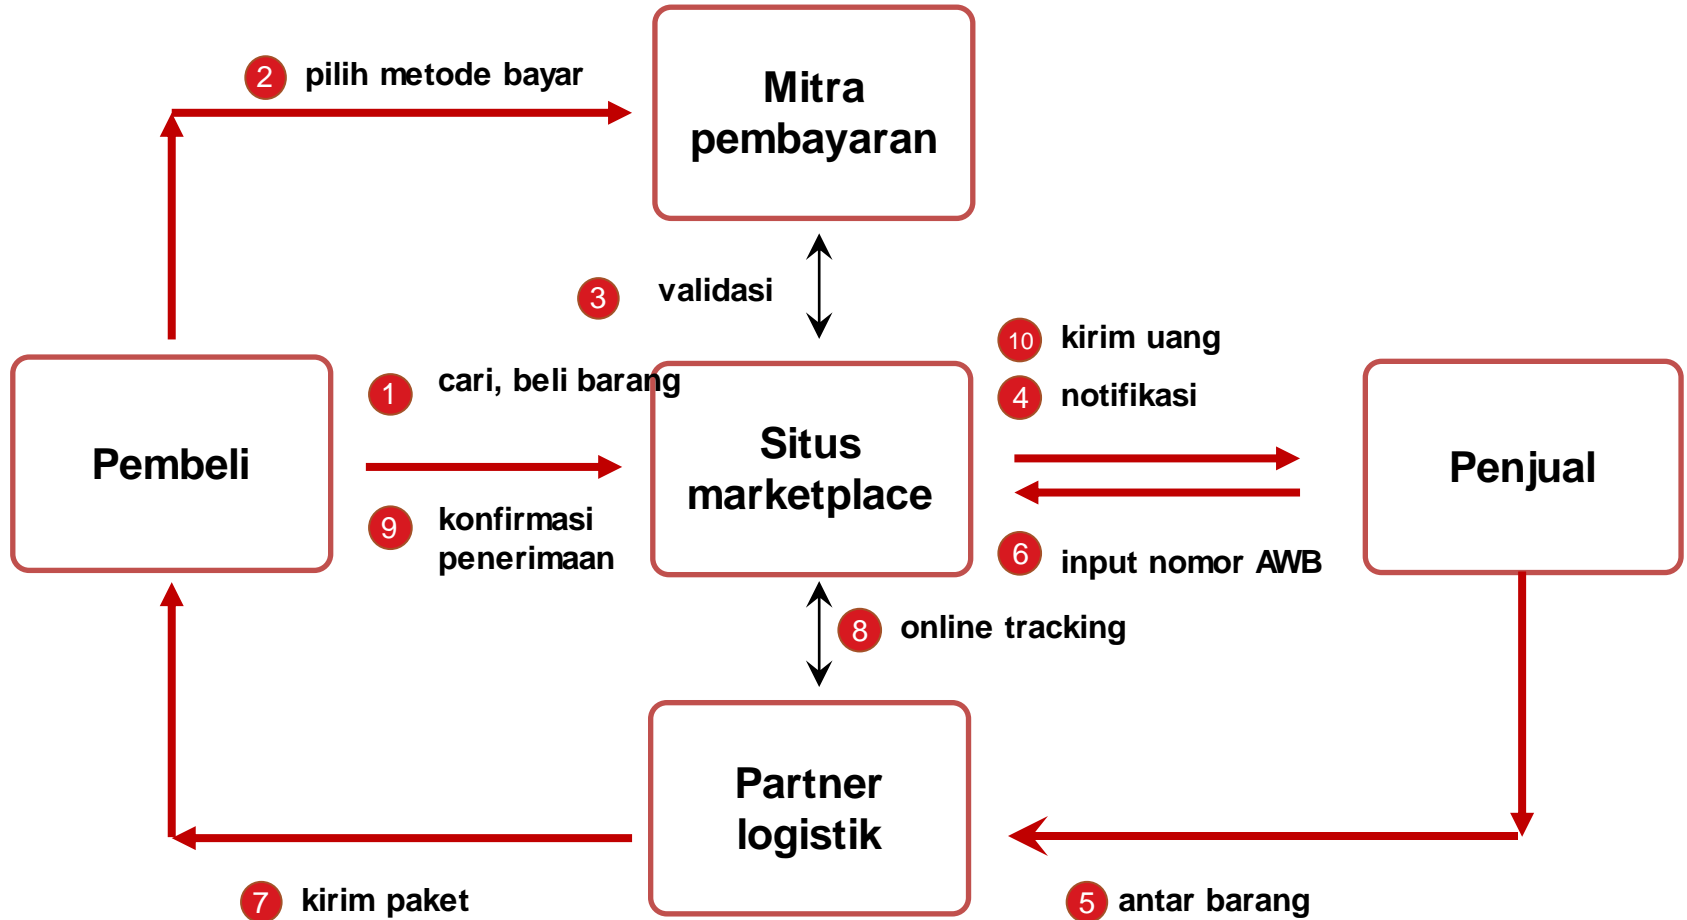 2 pilih metode bayar
Mitra
pembayaran
3 validasi
10 kirim uang
1 cari, beli barang
4 notifikasi
Pembeli
Situs
marketplace
Penjual
9 konfirmasi
penerimaan
6 input nomor AWB
8 online tracking
Partner
logistik
7 kirim paket
5 antar barang